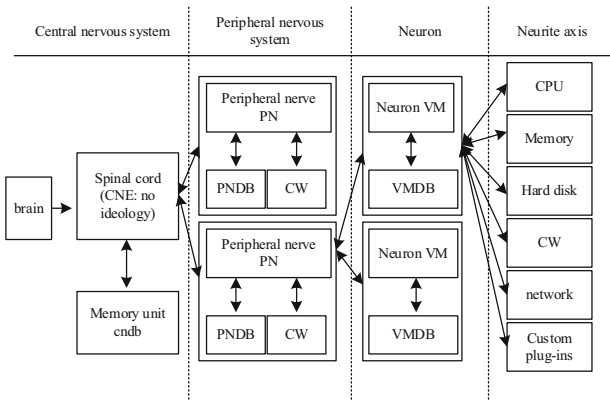 Central nervous system
Peripheral nervous
system
Neuron
Neurite axis
brain
Spinal cord
(CNE: no
ideology)
Memory unit
cndb
Peripheral nerve
PN
PNDB
CW
Peripheral nerve
PN
PNDB
CW
Neuron VM
VMDB
Neuron VM
VMDB
CPU
Memory
Hard disk
CW
network
Custom
plug-ins